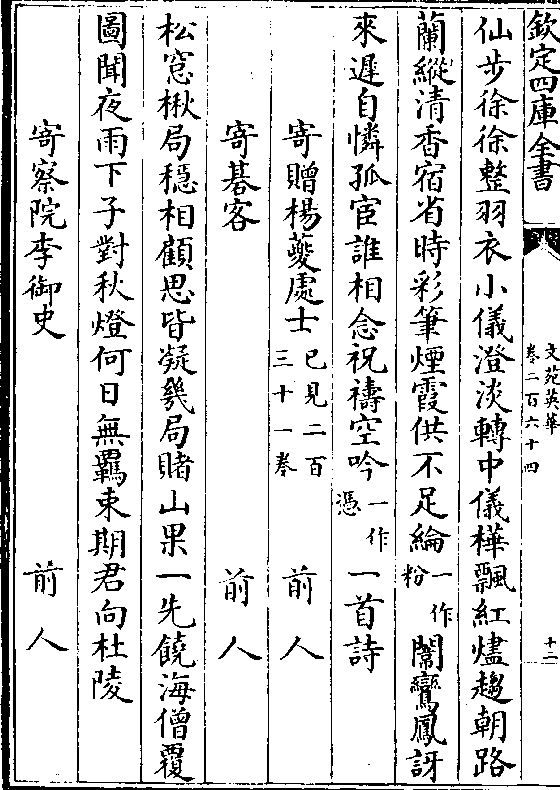 欽定四庫全書
文苑英華
卷二百六十四
十二
仙步徐徐整羽衣小儀澄淡轉中儀樺飄紅燼趨朝路
蘭縱清香宿省時彩筆煙霞供不足綸一作粉闈鸞鳳訝
來遲自憐孤宦誰相念祝禱空吟一作憑一首詩
寄贈楊夔處士已見二百三十一卷 前人
寄碁客 前人
松窓楸局穏相顧思皆凝幾局賭山果一先饒海僧覆
圖聞夜雨下子對秋燈何日無羈束期君向杜陵
寄察院李御史 前人